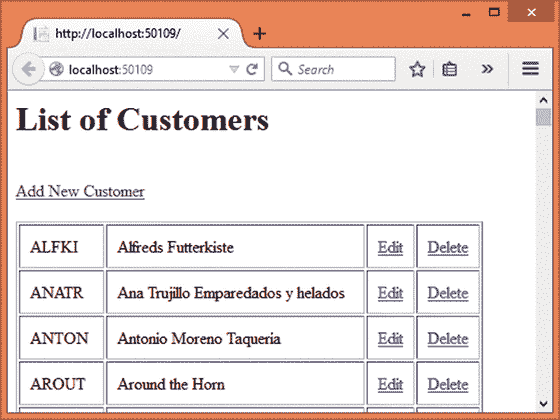 http://localhost:50109/
localhost:50109
Search
List of Customers
Add New Customer
ALFKI Alfreds Futterkiste Edit Delete
ANATR Ana Trujillo Emparedados y helados Edit Delete
ANTON Antonio Moreno Taqueria Edit Delete
AROUT Around the Horn Edit Delete